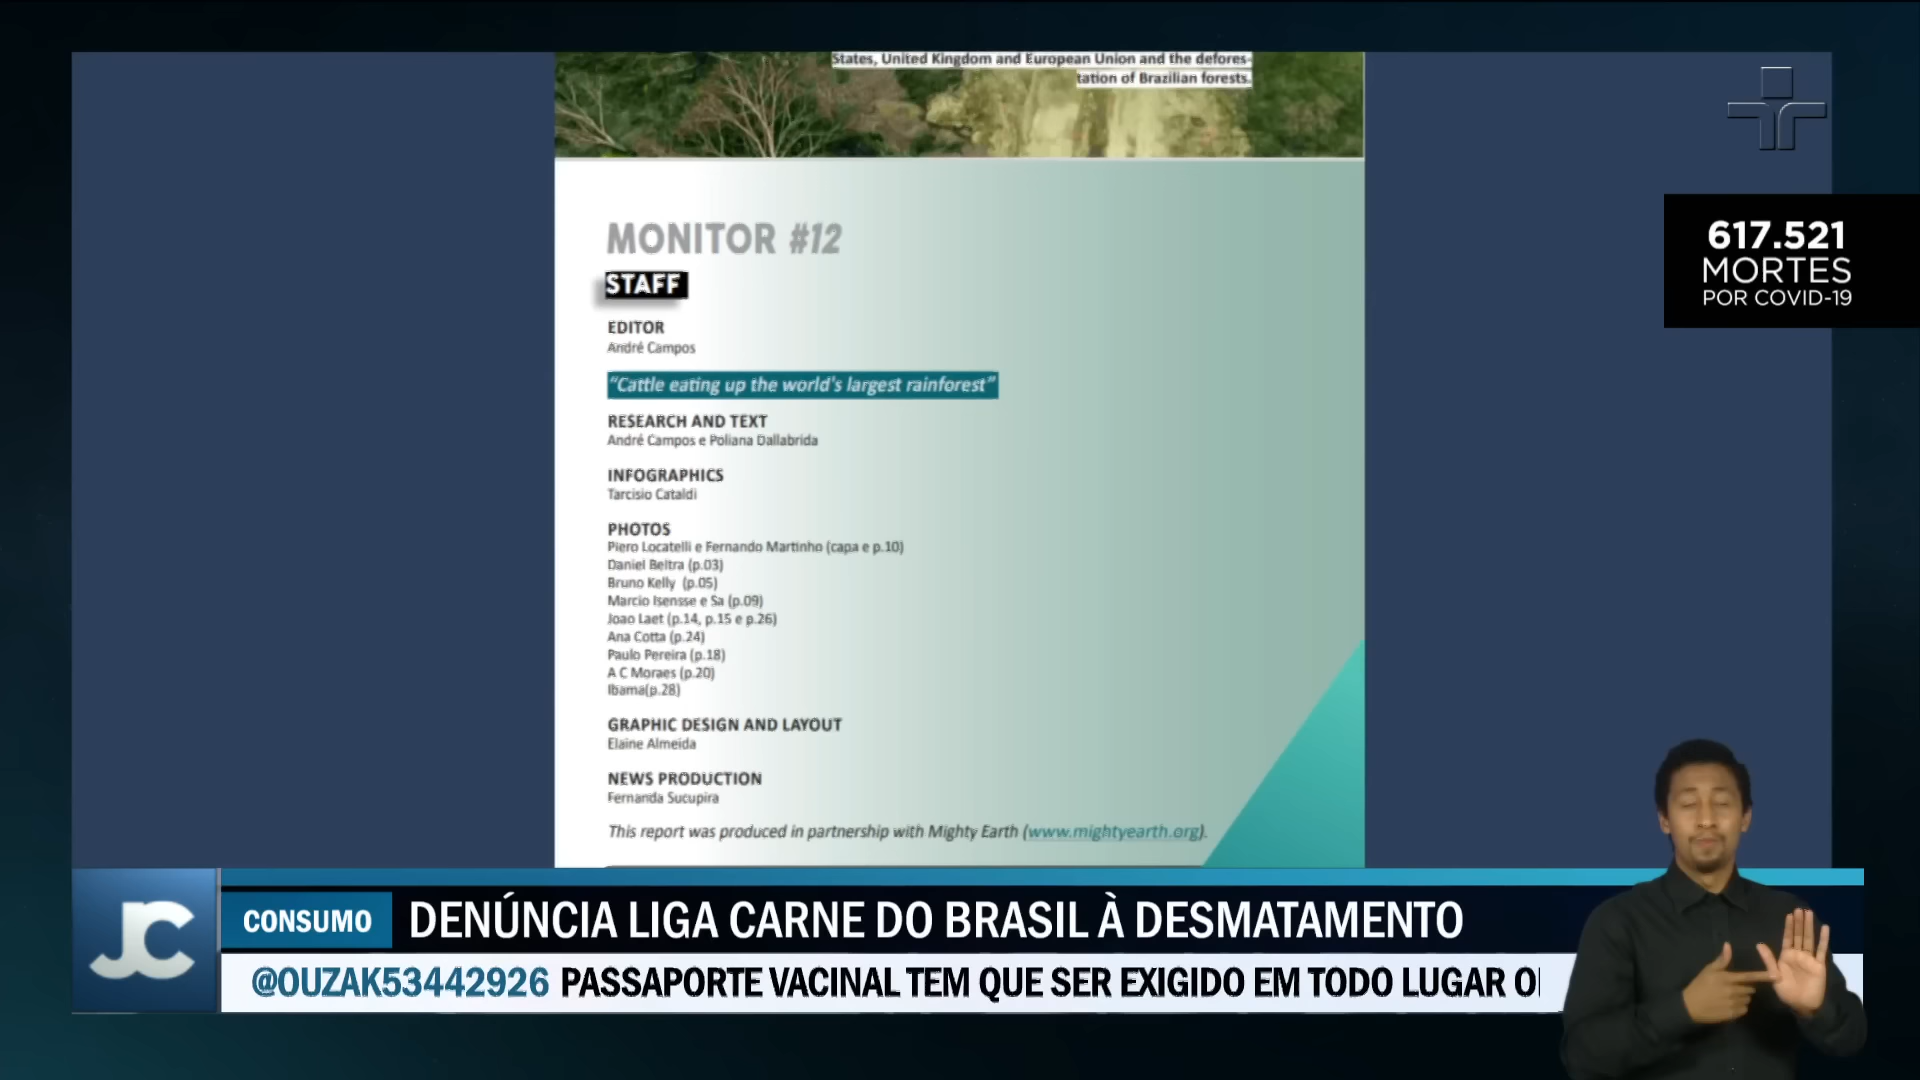 States, United Kingdom and European Union and the defores-
tation of Brazilian forests.
617.521
MORTES
POR COVID-19
MONITOR #12
STAFF
EDITOR
André Campos
“Cattle eating up the world's largest rainforest”
RESEARCH AND TEXT
André Campos e Poliana Dallabrida
INFOGRAPHICS
Tarcisio Cataldi
PHOTOS
Piero Locatelli e Fernando Martinho (capa e p.10)
Daniel Beltra (p.03)
Bruno Kelly (p.05)
Marcio Isensse e Sa (p.09)
Joao Laet (p.14, p.15 e p.26)
Ana Cotta (p.24)
Paulo Pereira (p.18)
A C Moraes (p.20)
Ibama(p.28)
GRAPHIC DESIGN AND LAYOUT
Elaine Almeida
NEWS PRODUCTION
Fernanda Sucupira
This report was produced in partnership with Mighty Earth (www.mightyearth.org).
JC
CONSUMO DENÚNCIA LIGA CARNE DO BRASIL À DESMATAMENTO
@OUZAK53442926 PASSAPORTE VACINAL TEM QUE SER EXIGIDO EM TODO LUGAR